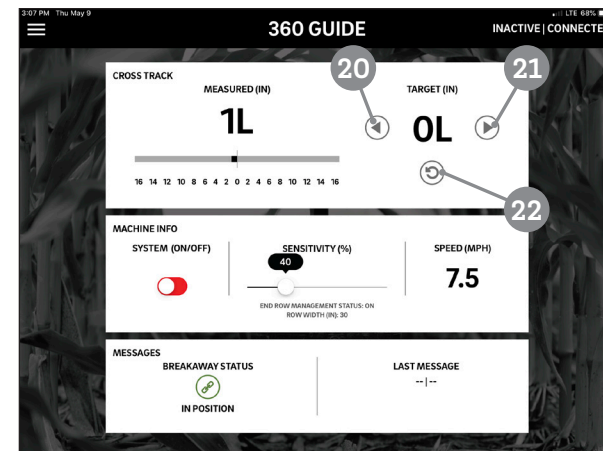 3:07 PM Thu May 9
LTE 68%
360 GUIDE
INACTIVE | CONNECTE
CROSS TRACK
20
21
MEASURED (IN)
TARGET (IN)
1L
0L
16 14 12 10 8 6 4 2 0 2 4 6 8 10 12 14 16
22
MACHINE INFO
SYSTEM (ON/OFF)
SENSITIVITY (%)
SPEED (MPH)
40
7.5
END ROW MANAGEMENT STATUS: ON
ROW WIDTH (IN): 30
MESSAGES
BREAKAWAY STATUS
LAST MESSAGE
--|--
IN POSITION